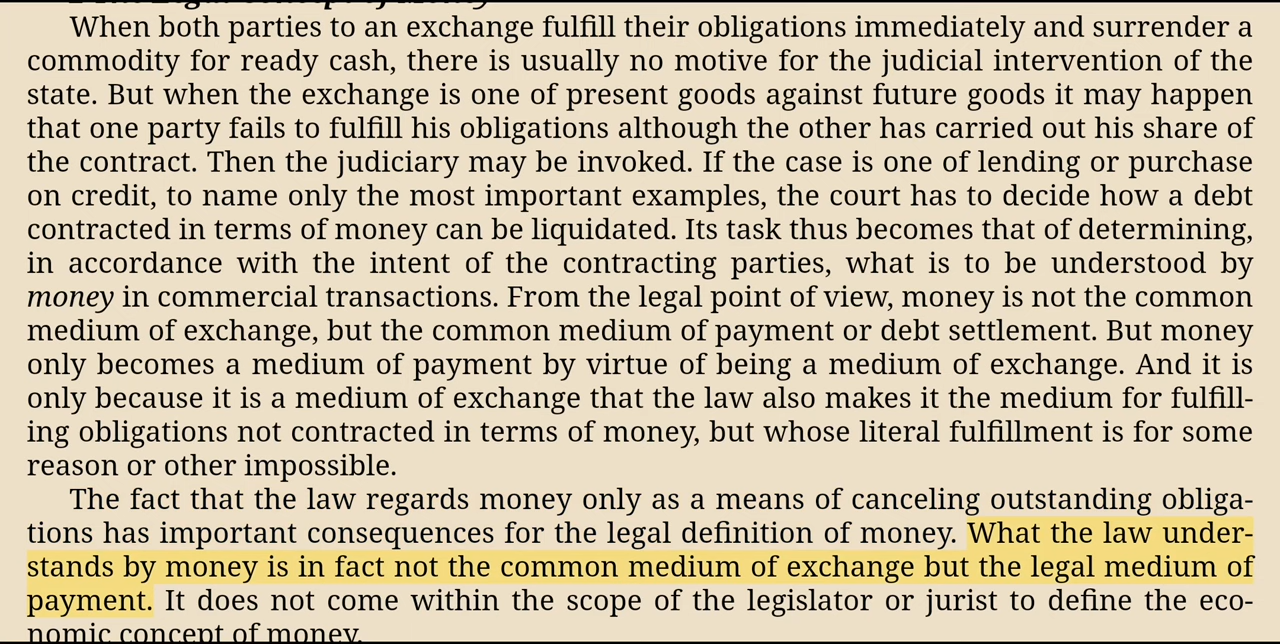 When both parties to an exchange fulfill their obligations immediately and surrender a
commodity for ready cash, there is usually no motive for the judicial intervention of the
state. But when the exchange is one of present goods against future goods it may happen
that one party fails to fulfill his obligations although the other has carried out his share of
the contract. Then the judiciary may be invoked. If the case is one of lending or purchase
on credit, to name only the most important examples, the court has to decide how a debt
contracted in terms of money can be liquidated. Its task thus becomes that of determining,
in accordance with the intent of the contracting parties, what is to be understood by
money in commercial transactions. From the legal point of view, money is not the common
medium of exchange, but the common medium of payment or debt settlement. But money
only becomes a medium of payment by virtue of being a medium of exchange. And it is
only because it is a medium of exchange that the law also makes it the medium for fulfill-
ing obligations not contracted in terms of money, but whose literal fulfillment is for some
reason or other impossible.
The fact that the law regards money only as a means of canceling outstanding obliga-
tions has important consequences for the legal definition of money. What the law under-
stands by money is in fact not the common medium of exchange but the legal medium of
payment. It does not come within the scope of the legislator or jurist to define the eco-
nomic concept of money.